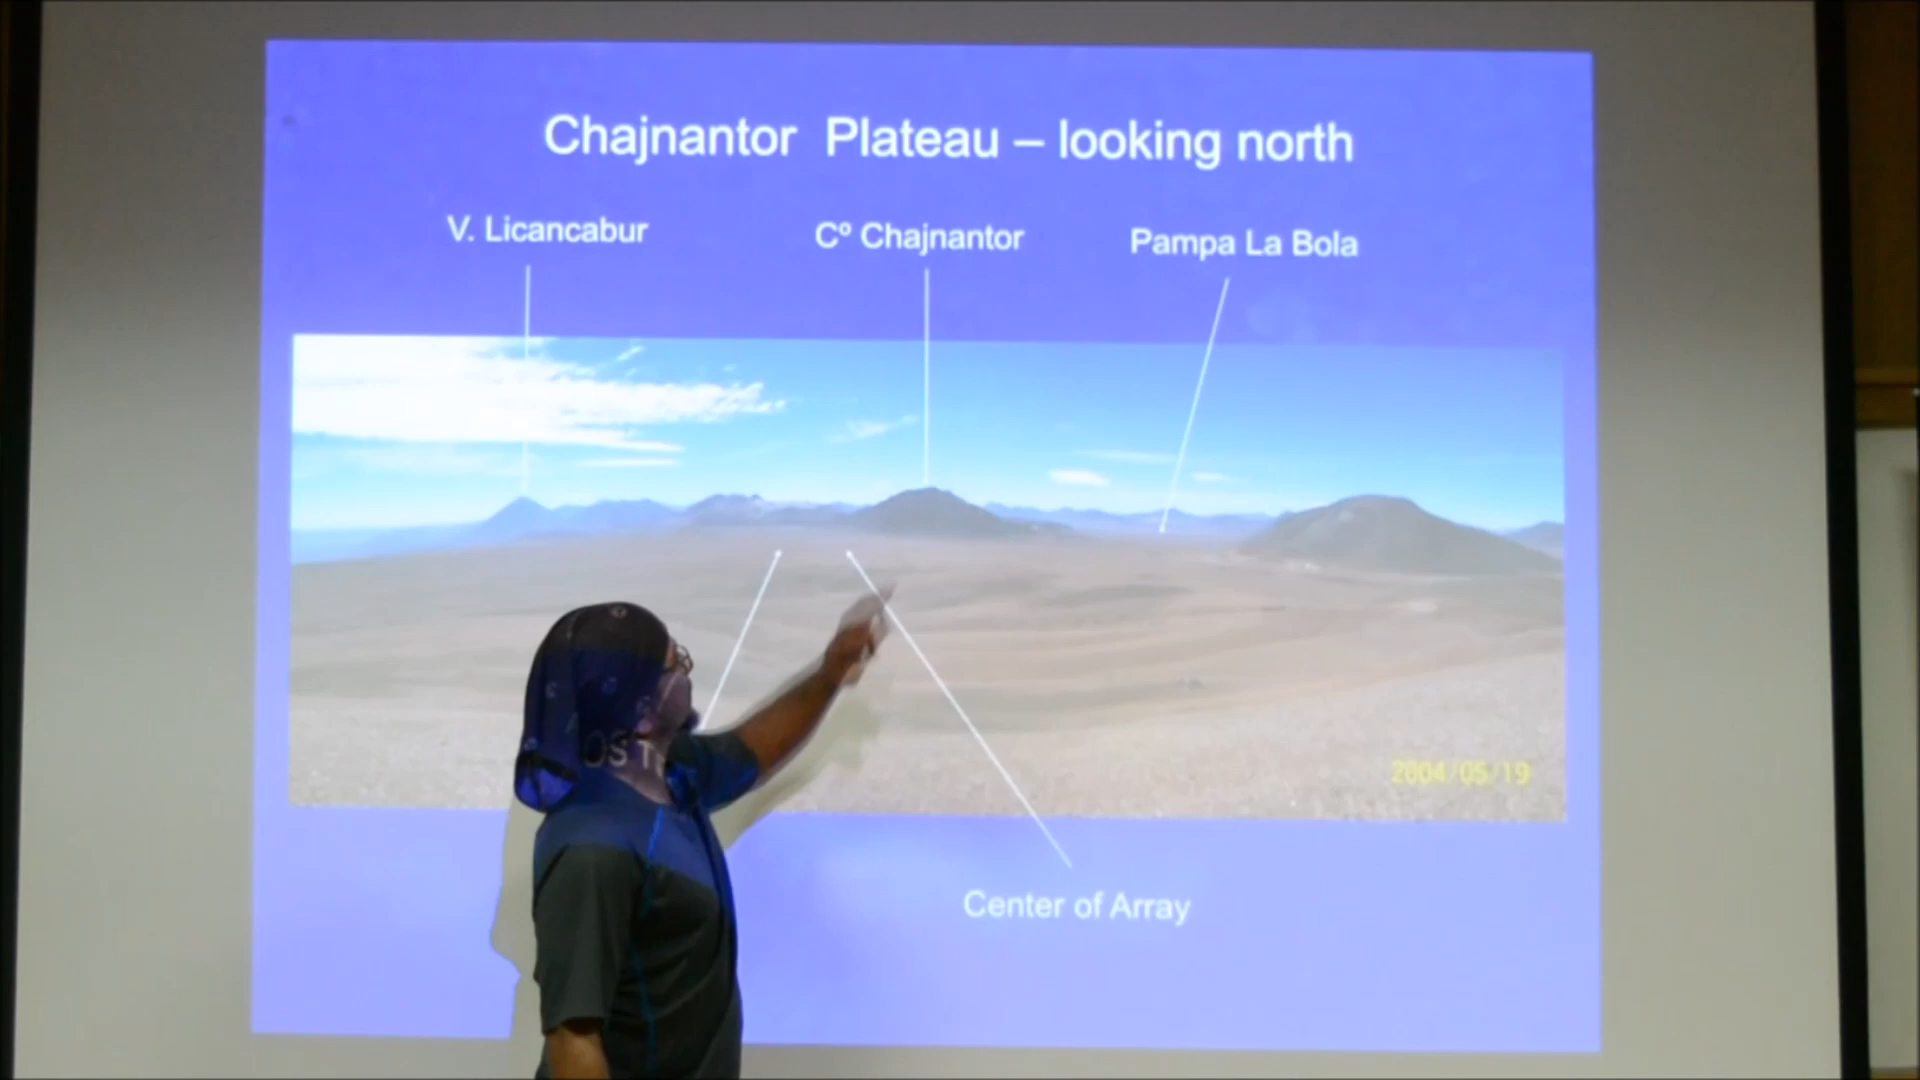 Chajnantor Plateau – looking north
V. Licancabur
Cº Chajnantor
Pampa La Bola
2004/05/19
Center of Array